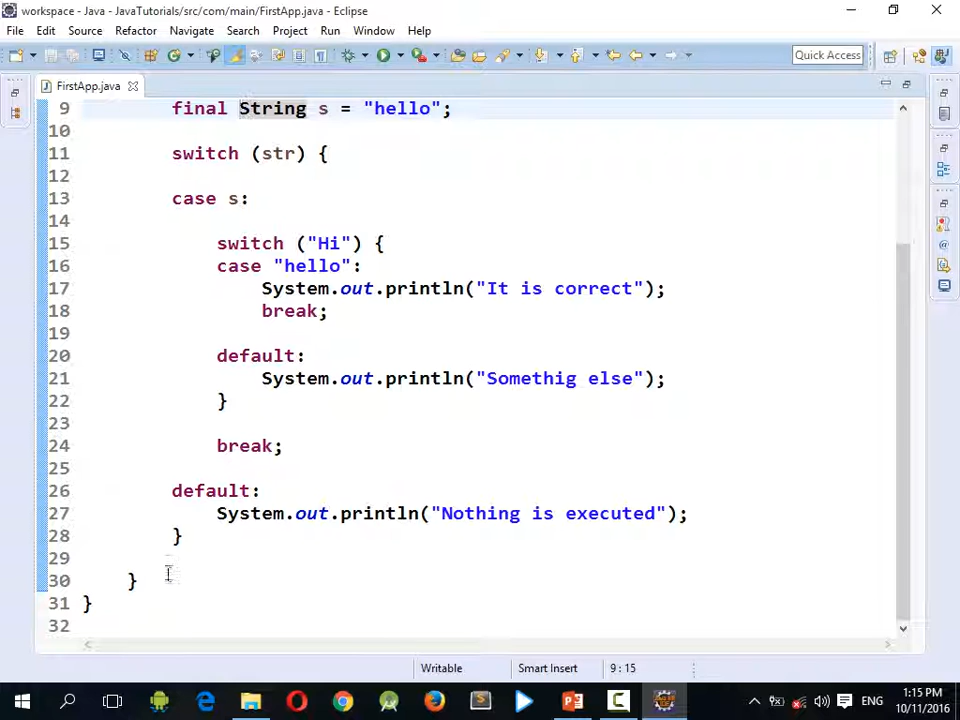 workspace - Java - JavaTutorials/src/com/main/FirstApp.java - Eclipse
File Edit Source Refactor Navigate Search Project Run Window Help
Quick Access
FirstApp.java
9 final String s = "hello";
10
11 switch (str) {
12
13 case s:
14
15 switch ("Hi") {
16 case "hello":
17 System.out.println("It is correct");
18 break;
19
20 default:
21 System.out.println("Somethig else");
22 }
23
24 break;
25
26 default:
27 System.out.println("Nothing is executed");
28 }
29
30 }
31 }
32
Writable Smart Insert 9 : 15
ENG 1:15 PM
10/11/2016